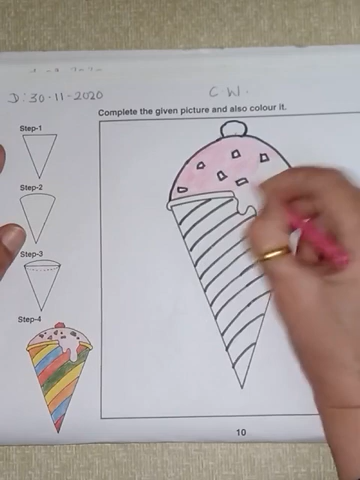 D:30-11-2020
C W.
Complete the given picture and also colour it.
Step-1
Step-2
Step-3
Step-4
10